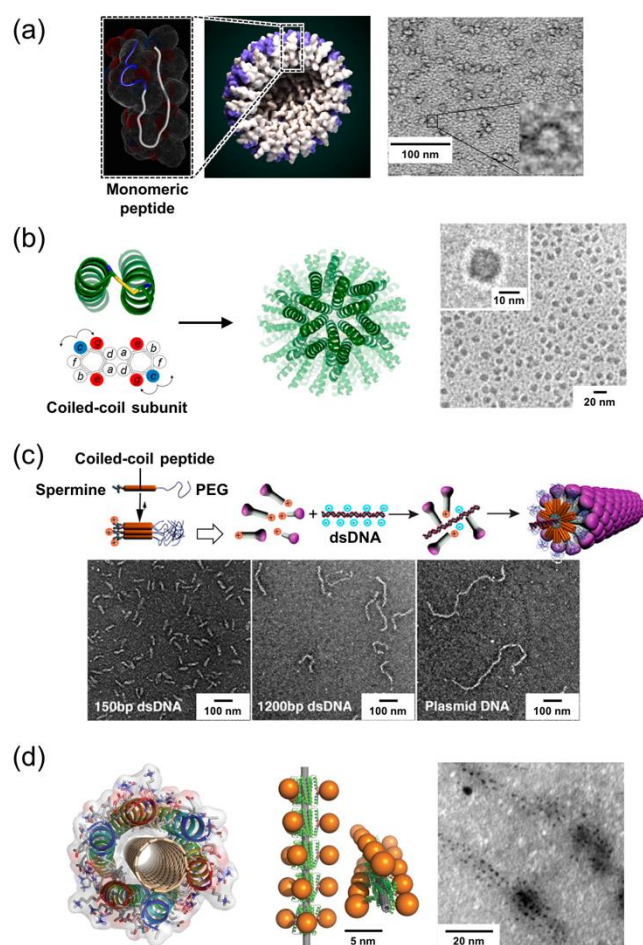 (a)
Monomeric
peptide
100 nm
(b)
c g d a e b
f f
b e a d g c
Coiled-coil subunit
10 nm
20 nm
(c)
Coiled-coil peptide
Spermine
PEG
+
dsDNA
150bp dsDNA
100 nm
1200bp dsDNA
100 nm
Plasmid DNA
100 nm
(d)
5 nm
20 nm